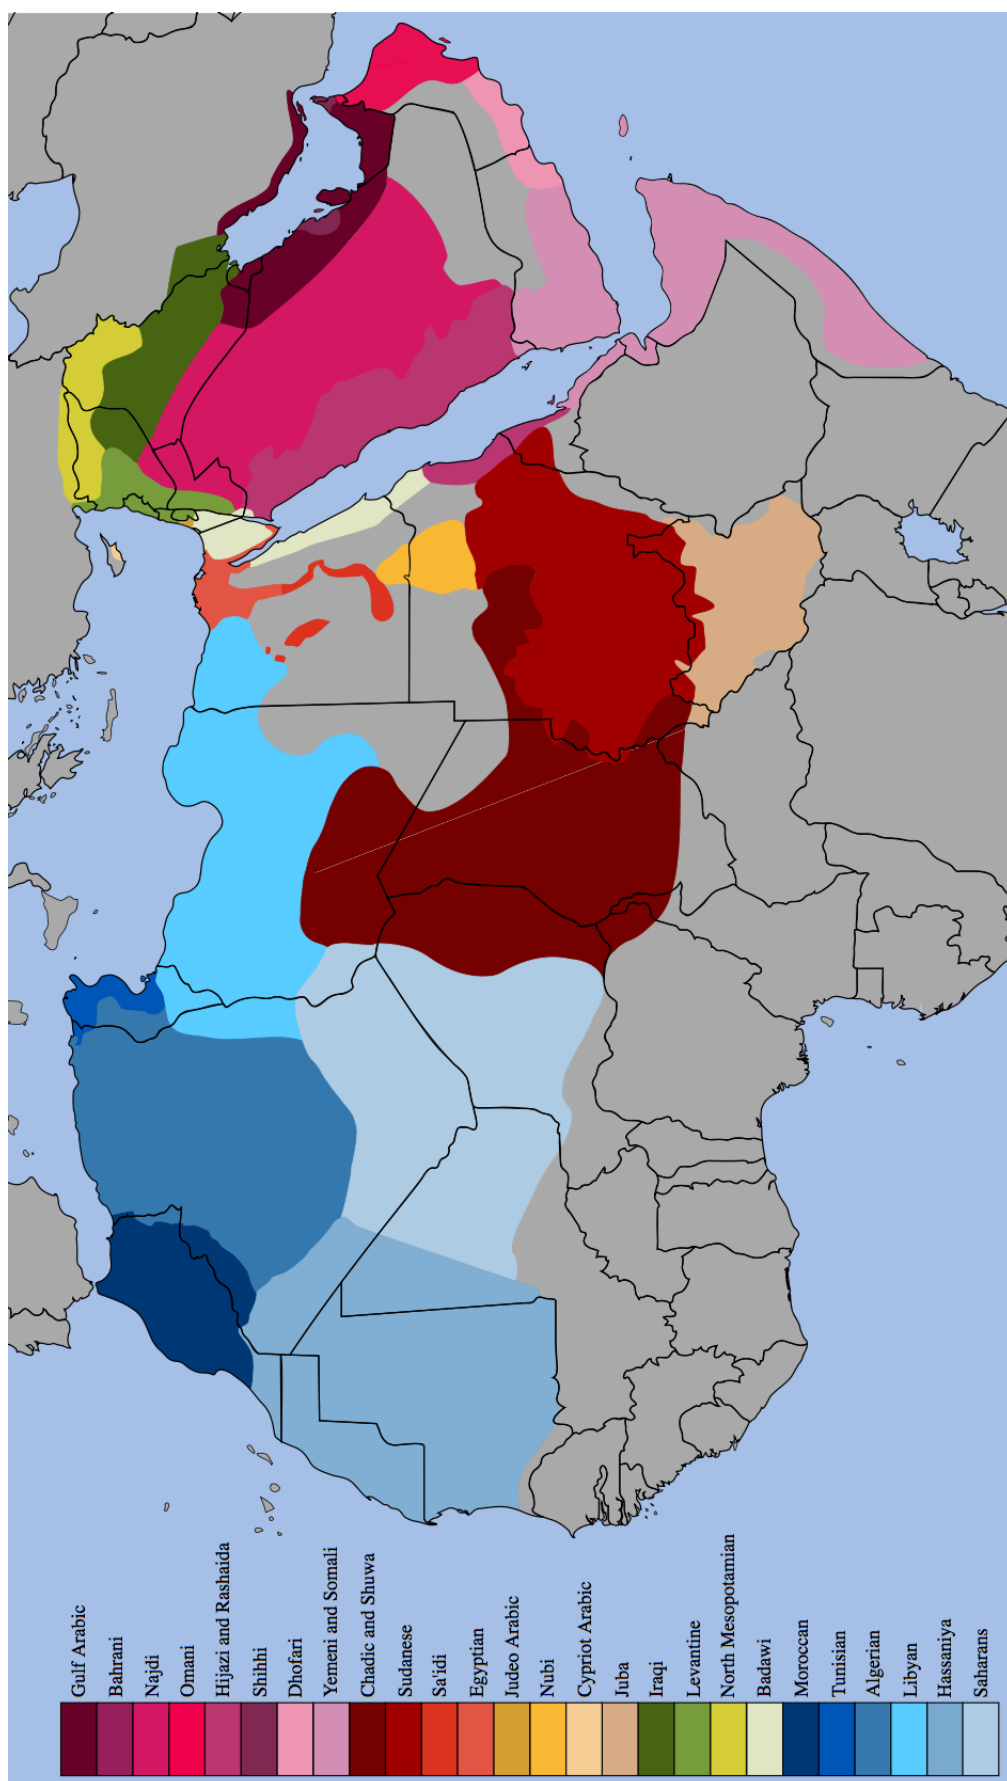 Gulf Arabic
Bahrani
Najdi
Omani
Hijazi and Rashaida
Shihhi
Dhofari
Yemeni and Somali
Chadic and Shuwa
Sudanese
Sa'idi
Egyptian
Judeo Arabic
Nubi
Cypriot Arabic
Juba
Iraqi
Levantine
North Mesopotamian
Badawi
Moroccan
Tunisian
Algerian
Libyan
Hassaniya
Saharans